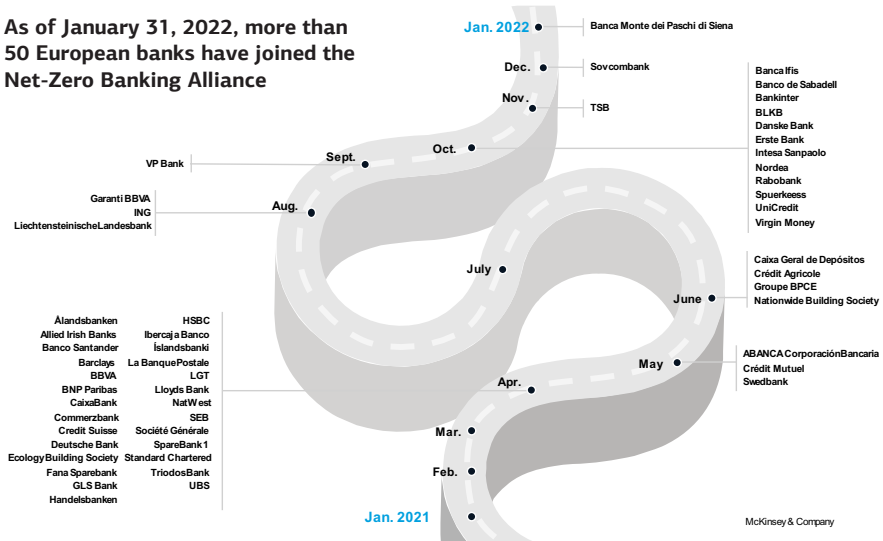 As of January 31, 2022, more than
50 European banks have joined the
Net-Zero Banking Alliance
Jan. 2022
Banca Monte dei Paschi di Siena
Dec.
Sovcombank
Nov.
TSB
Oct.
Banca Ifis
Banco de Sabadell
Bankinter
BLKB
Danske Bank
Erste Bank
Intesa Sanpaolo
Nordea
Rabobank
Spuerkeess
UniCredit
Virgin Money
Sept.
VP Bank
Aug.
Garanti BBVA
ING
LiechtensteinischeLandesbank
July
June
Caixa Geral de Depósitos
Crédit Agricole
Groupe BPCE
Nationwide Building Society
May
ABANCA CorporaciónBancaria
Crédit Mutuel
Swedbank
Apr.
Ålandsbanken
Allied Irish Banks
Banco Santander
Barclays
BBVA
BNP Paribas
CaixaBank
Commerzbank
Credit Suisse
Deutsche Bank
Ecology Building Society
Fana Sparebank
GLS Bank
Handelsbanken
HSBC
Ibercaja Banco
Íslandsbanki
La Banque Postale
LGT
Lloyds Bank
NatWest
SEB
Société Générale
SpareBank 1
Standard Chartered
Triodos Bank
UBS
Mar.
Feb.
Jan. 2021
McKinsey & Company